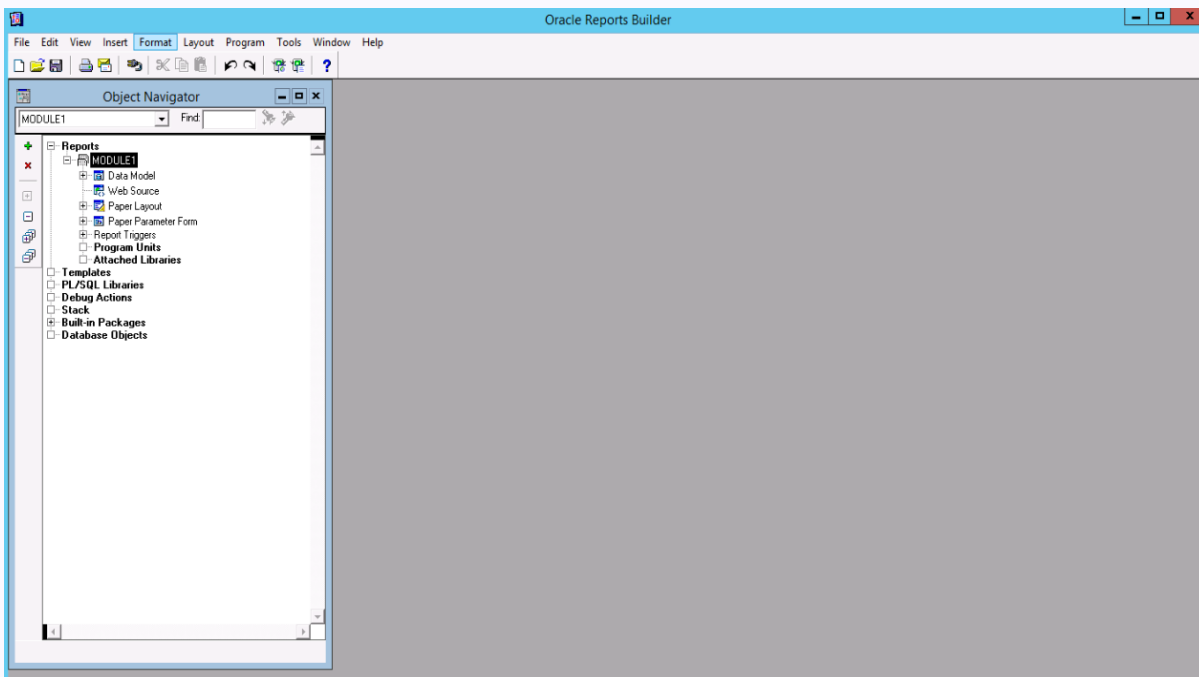 Oracle Reports Builder
File Edit View Insert Format Layout Program Tools Window Help
Object Navigator
MODULE1 Find:
Reports
MODULE1
Data Model
Web Source
Paper Layout
Paper Parameter Form
Report Triggers
Program Units
Attached Libraries
Templates
PL/SQL Libraries
Debug Actions
Stack
Built-in Packages
Database Objects